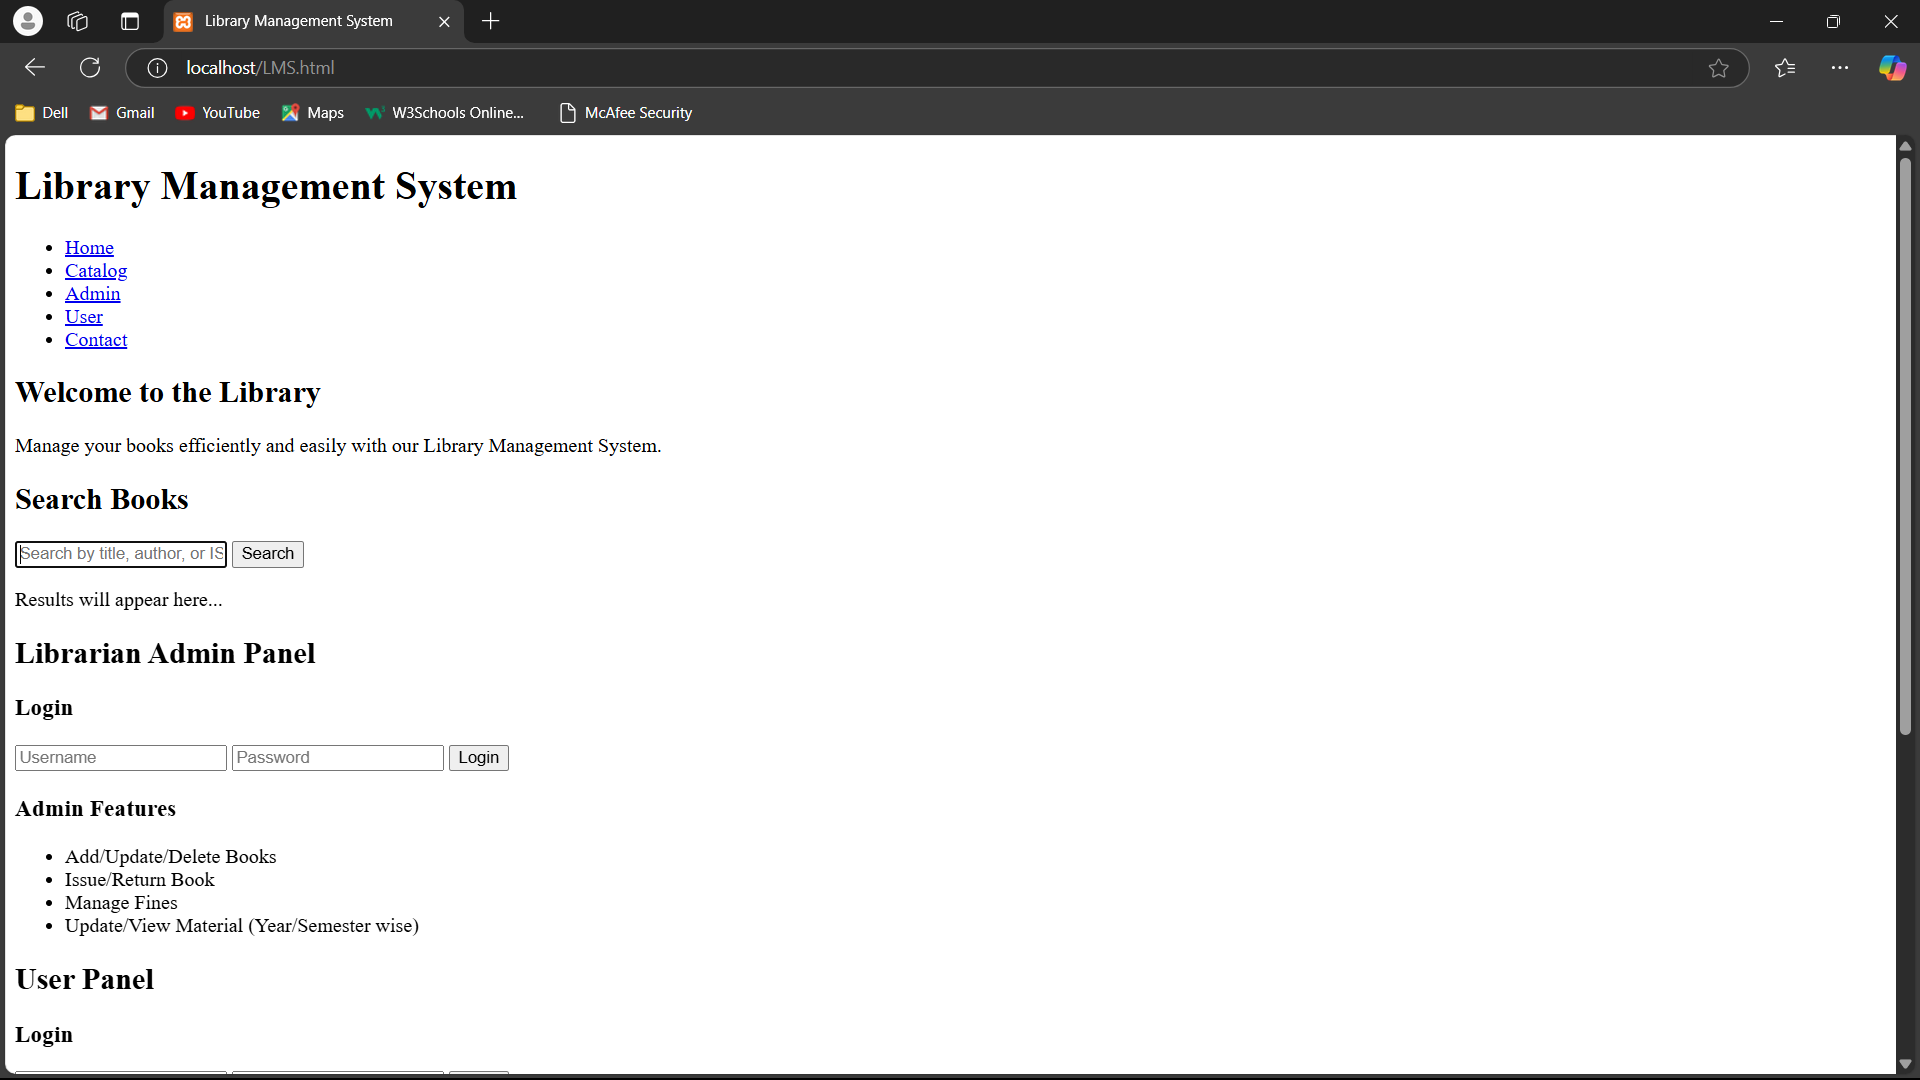 Library Management System
localhost/LMS.html
Dell Gmail YouTube Maps W3Schools Online... McAfee Security
Library Management System
Home
Catalog
Admin
User
Contact
Welcome to the Library
Manage your books efficiently and easily with our Library Management System.
Search Books
Search by title, author, or IS Search
Results will appear here...
Librarian Admin Panel
Login
Username Password Login
Admin Features
Add/Update/Delete Books
Issue/Return Book
Manage Fines
Update/View Material (Year/Semester wise)
User Panel
Login